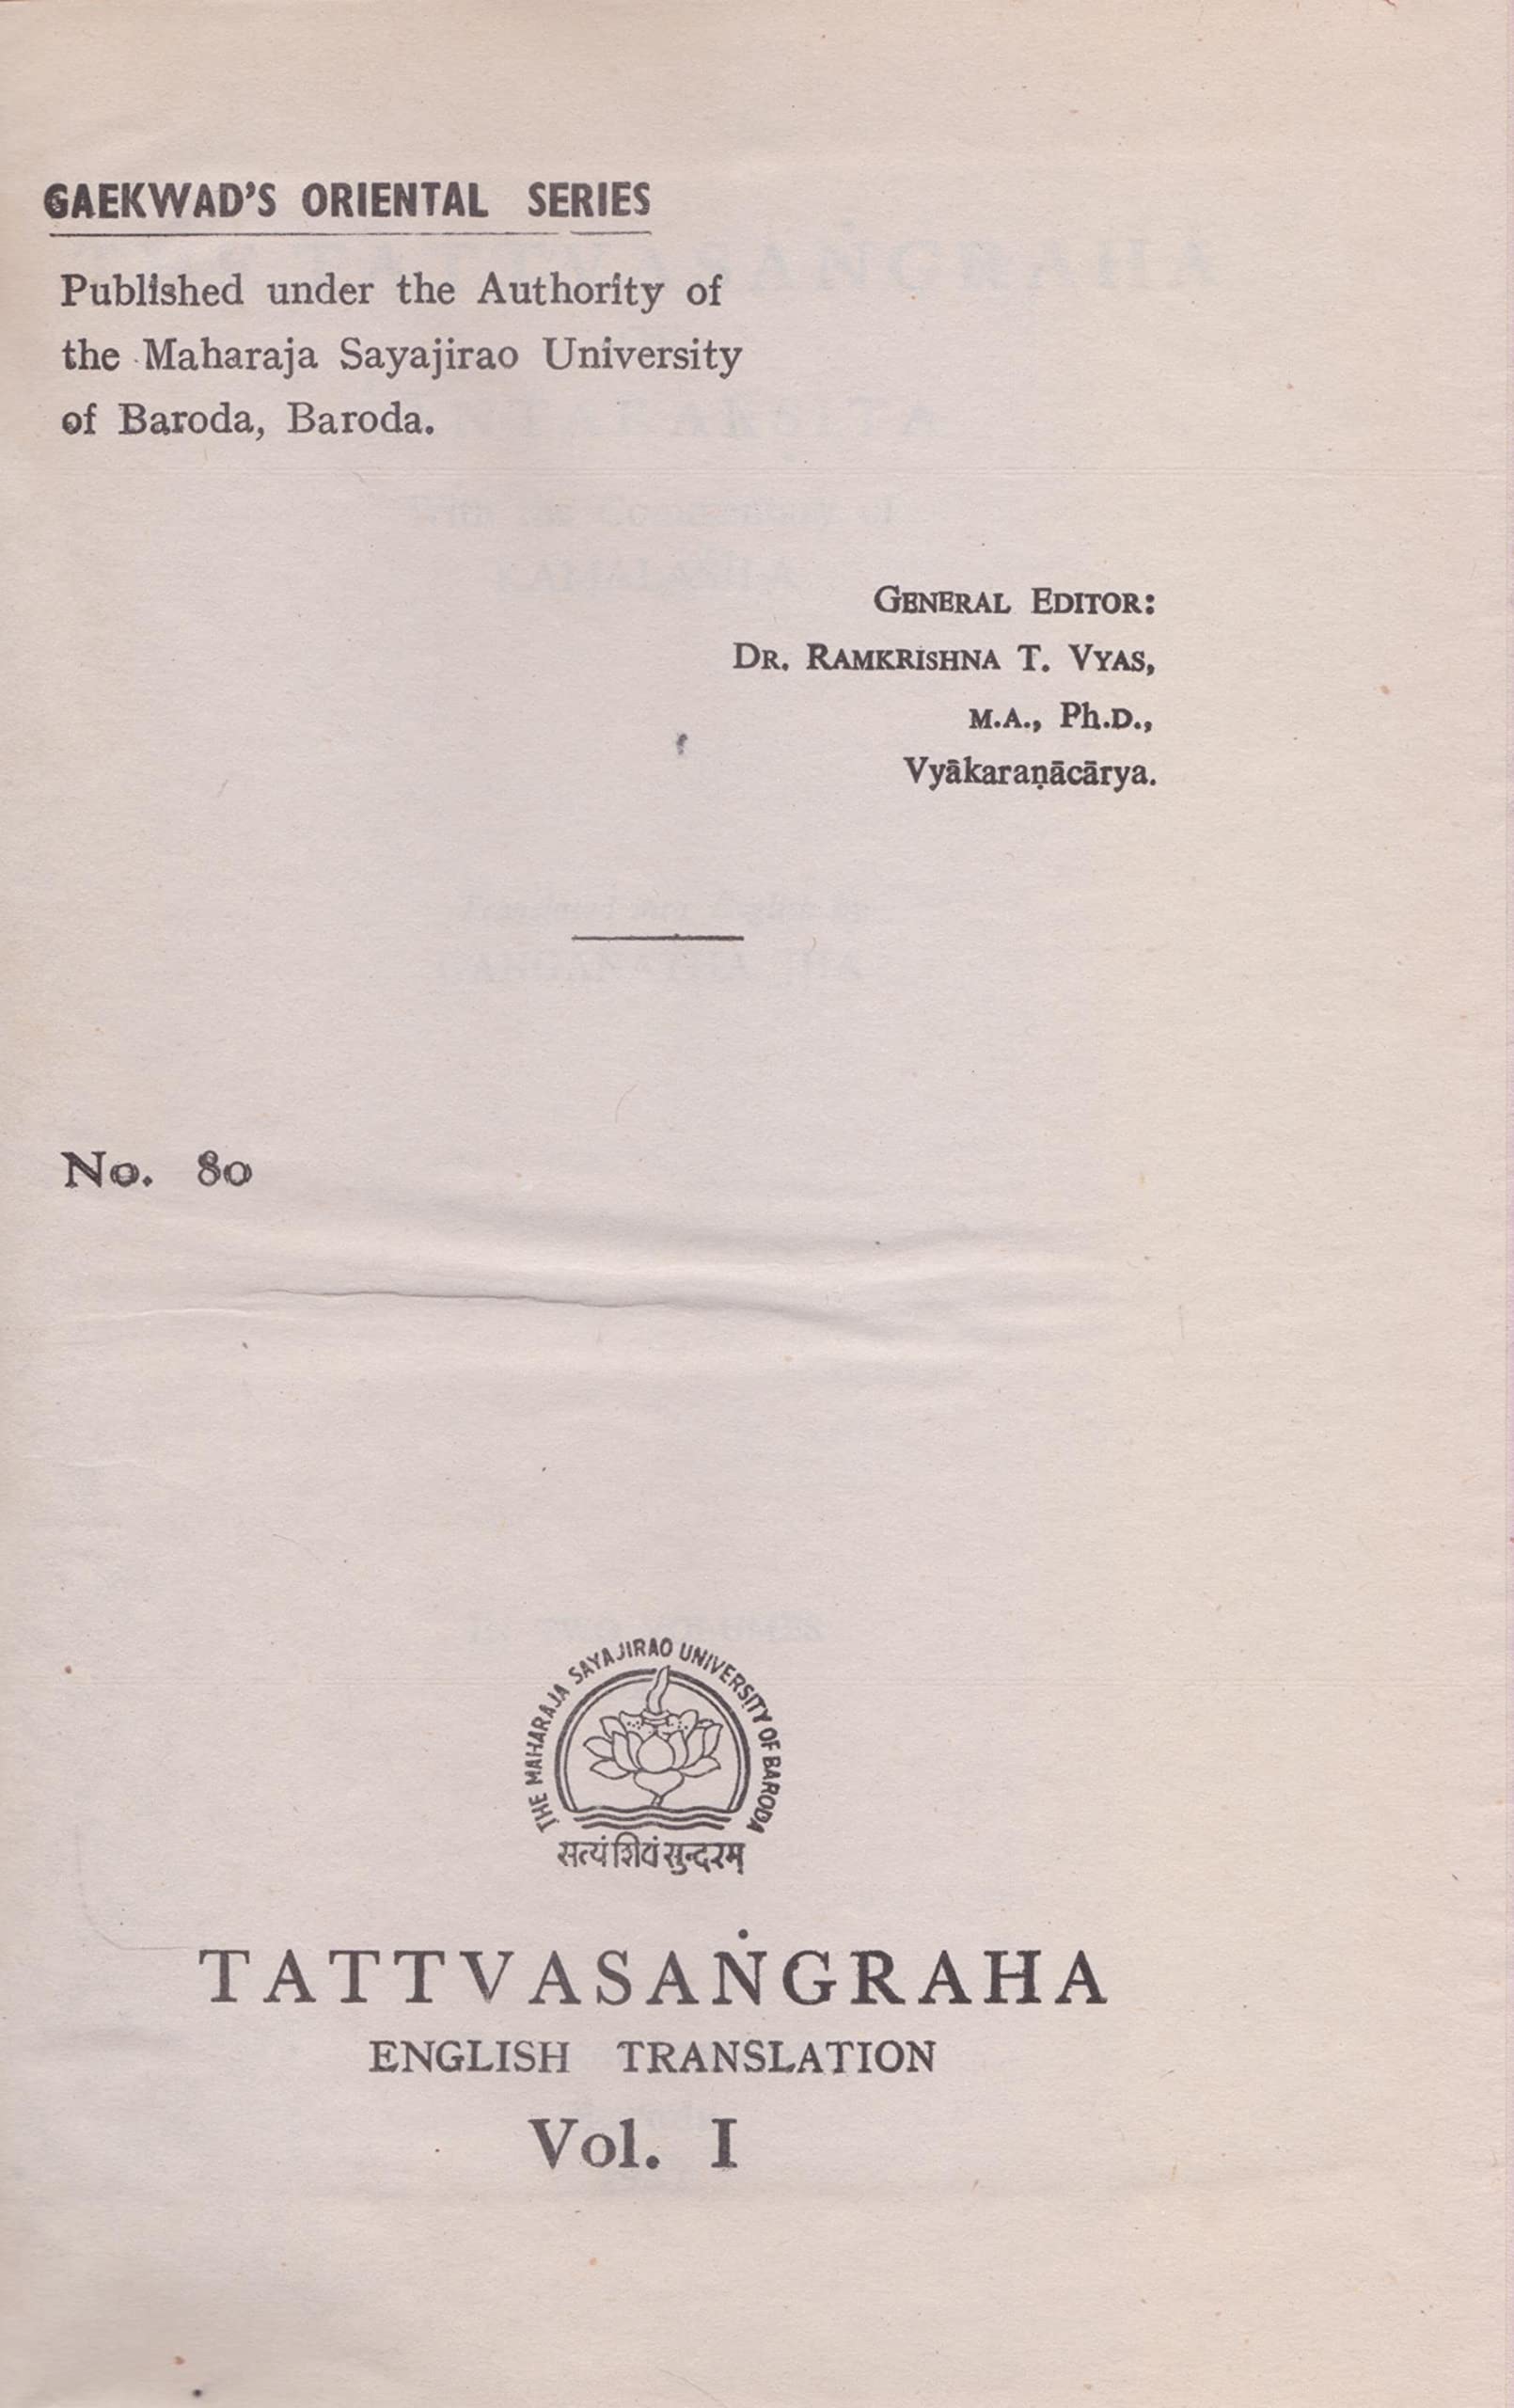 GAEKWAD'S ORIENTAL SERIES
Published under the Authority of
the Maharaja Sayajirao University
of Baroda, Baroda.
GENERAL EDITOR:
DR. RAMKRISHNA T. VYAS,
M.A., Ph.D.,
Vyākaraṇācārya.
No. 80
THE MAHARAJA SAYAJIRAO UNIVERSITY OF BARODA
सत्यं शिवं सुन्दरम्
TATTVASAṄGRAHA
ENGLISH TRANSLATION
Vol. I